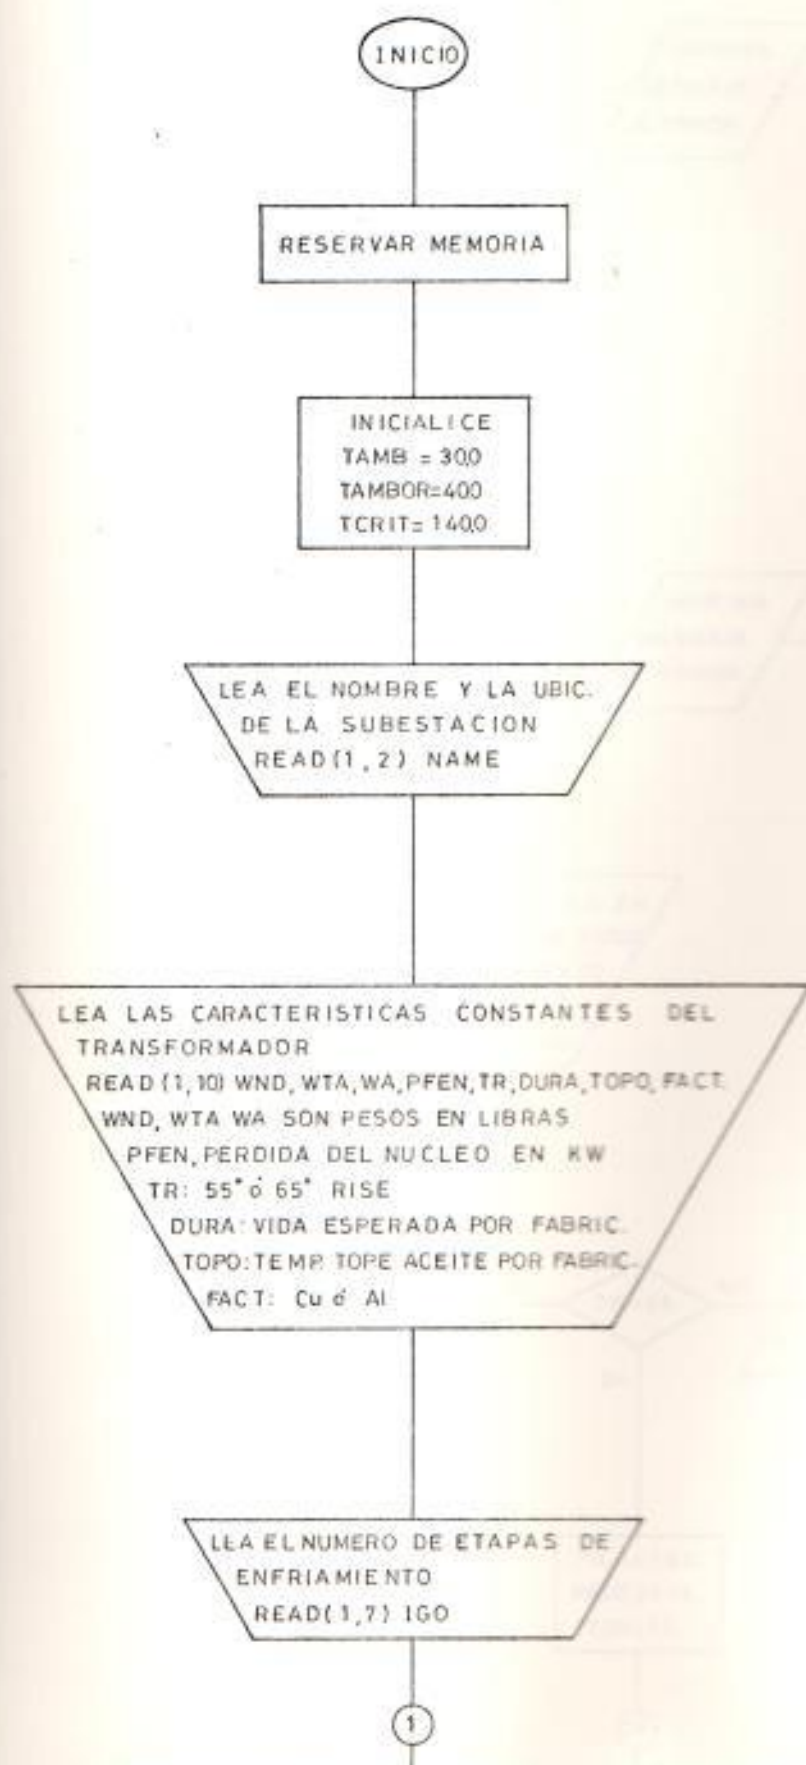 INICIO
RESERVAR MEMORIA
INICIALICE
TAMB = 30,0
TAMBOR=40,0
TCRIT= 140,0
LEA EL NOMBRE Y LA UBIC.
DE LA SUBESTACION
READ(1,2) NAME
LEA LAS CARACTERISTICAS CONSTANTES DEL
TRANSFORMADOR
READ (1,10) WND, WTA, WA, PFEN, TR, DURA, TOPO, FACT.
WND, WTA WA SON PESOS EN LIBRAS
PFEN, PERDIDA DEL NUCLEO EN KW
TR: 55° ó 65° RISE
DURA: VIDA ESPERADA POR FABRIC.
TOPO: TEMP. TOPE ACEITE POR FABRIC.
FACT: Cu ó Al
LEA EL NUMERO DE ETAPAS DE
ENFRIAMIENTO
READ(1,7) IGO
1